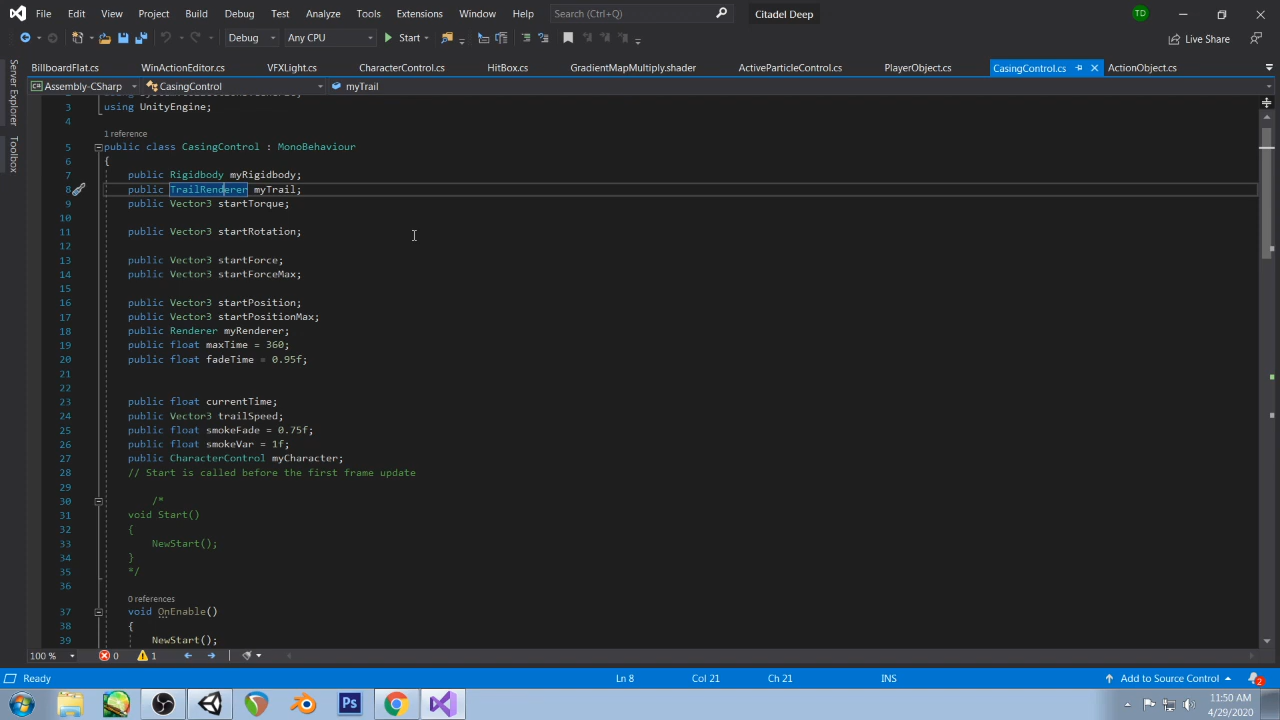 File Edit View Project Build Debug Test Analyze Tools Extensions Window Help Search (Ctrl+Q) Citadel Deep TD
Debug Any CPU Start Live Share
BillboardFlat.cs WinActionEditor.cs VFXLight.cs CharacterControl.cs HitBox.cs GradientMapMultiply.shader ActiveParticleControl.cs PlayerObject.cs CasingControl.cs ActionObject.cs
Server Explorer
Toolbox
Assembly-CSharp CasingControl myTrail
3 using UnityEngine;
4
1 reference
5 public class CasingControl : MonoBehaviour
6 {
7 public Rigidbody myRigidbody;
8 public TrailRenderer myTrail;
9 public Vector3 startTorque;
10
11 public Vector3 startRotation;
12
13 public Vector3 startForce;
14 public Vector3 startForceMax;
15
16 public Vector3 startPosition;
17 public Vector3 startPositionMax;
18 public Renderer myRenderer;
19 public float maxTime = 360;
20 public float fadeTime = 0.95f;
21
22
23 public float currentTime;
24 public Vector3 trailSpeed;
25 public float smokeFade = 0.75f;
26 public float smokeVar = 1f;
27 public CharacterControl myCharacter;
28 // Start is called before the first frame update
29
30 /*
31 void Start()
32 {
33 NewStart();
34 }
35 */
36
0 references
37 void OnEnable()
38 {
39 NewStart();
100 % 0 1
Ready Ln 8 Col 21 Ch 21 INS Add to Source Control 2
Ps 11:50 AM
4/29/2020